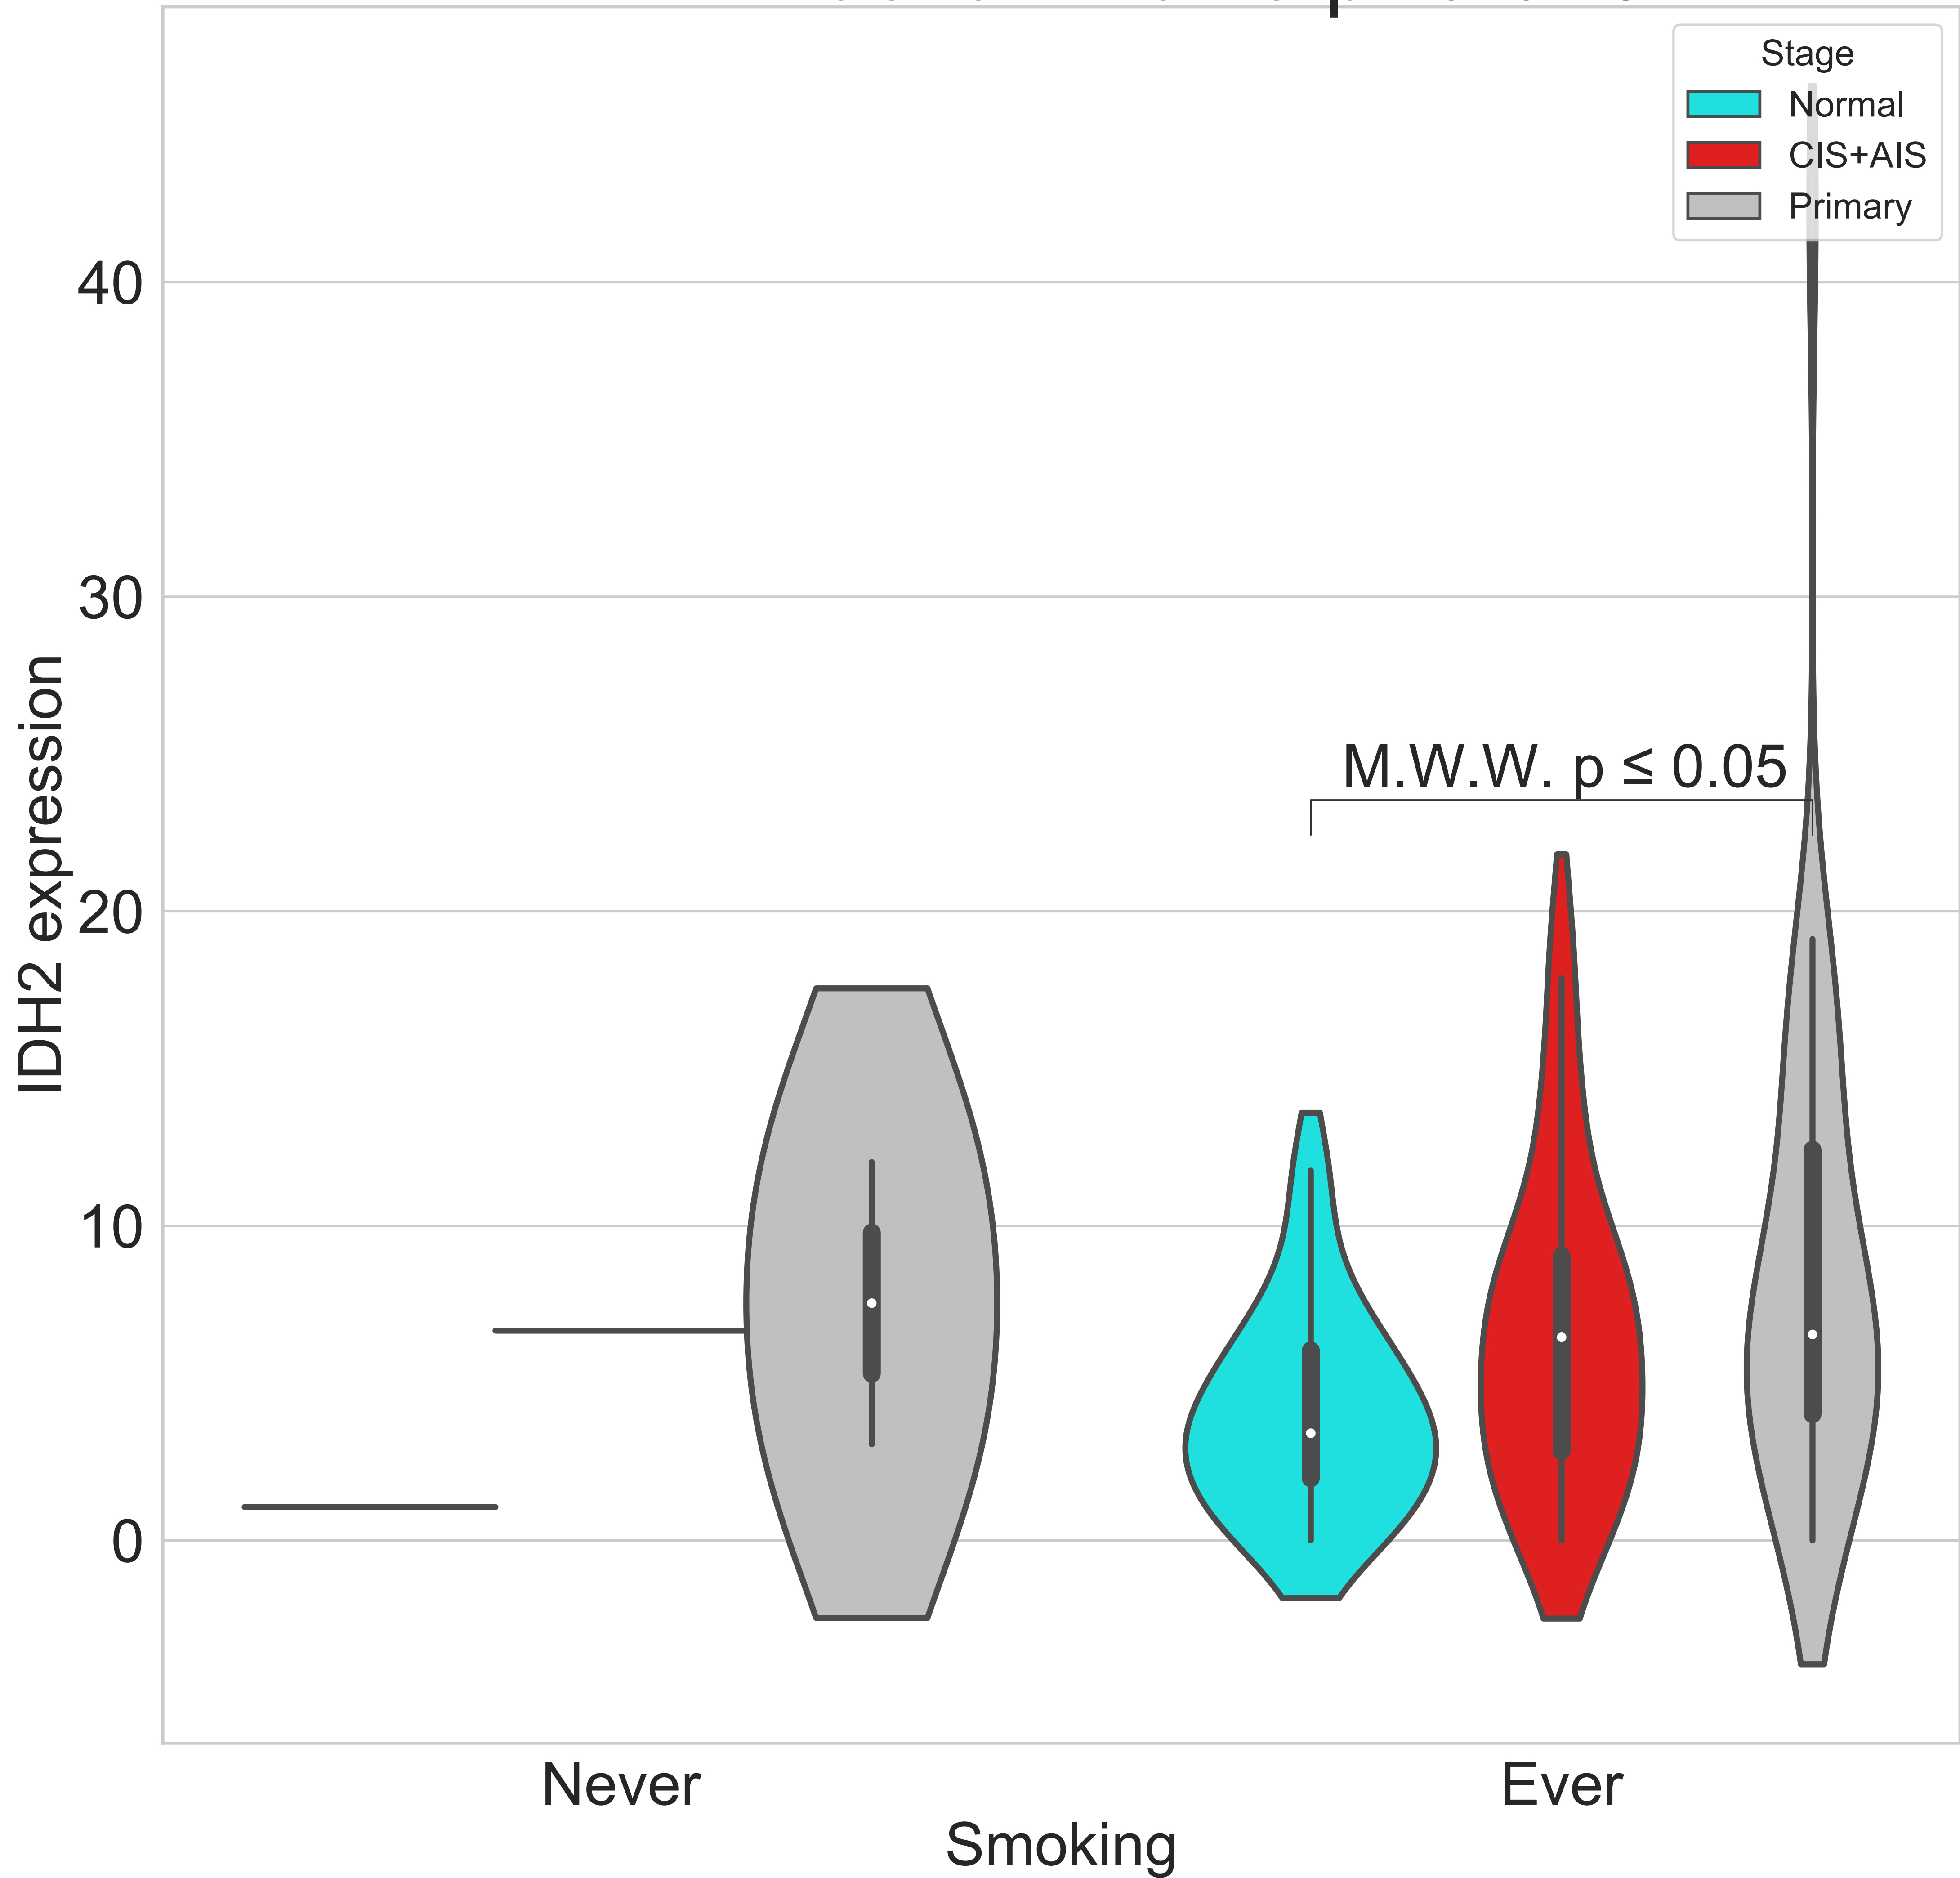 Stage
Normal
CIS+AIS
Primary
40
30
20
10
0
IDH2 expression
M.W.W. p ≤ 0.05
Never
Ever
Smoking